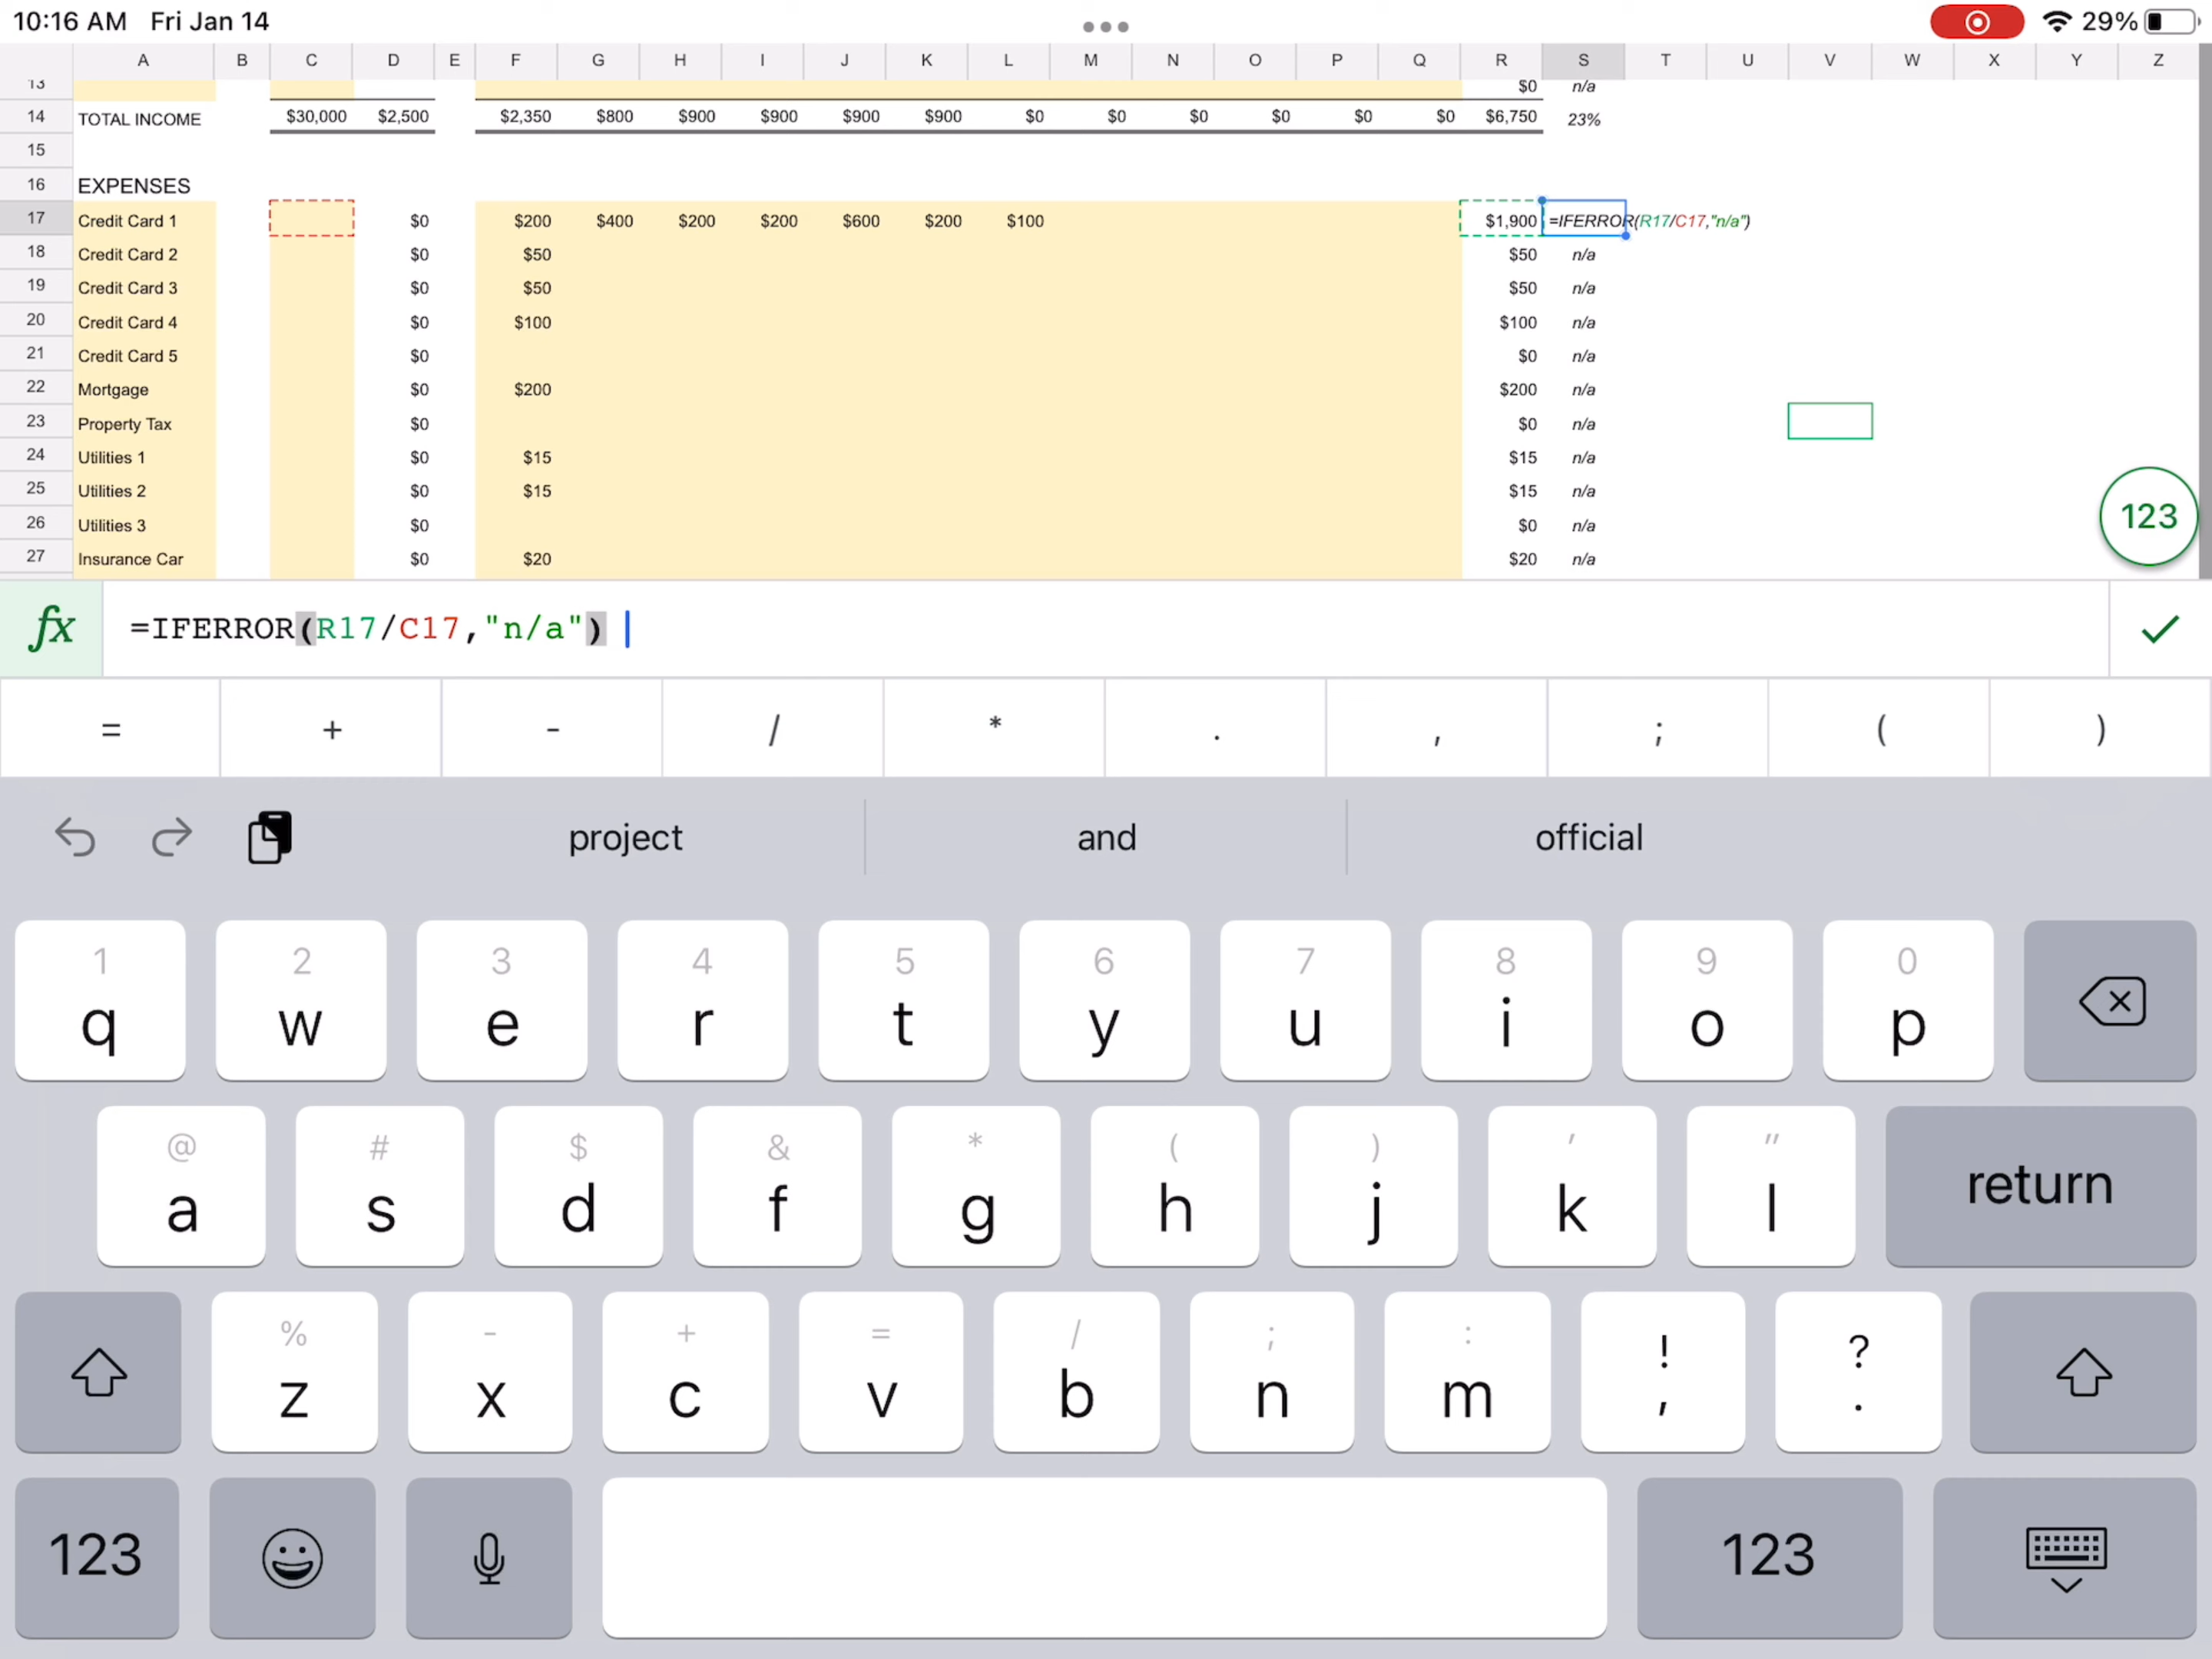 10:16 AM Fri Jan 14 29%
A B C D E F G H I J K L M N O P Q R S T U V W X Y Z
13 $0 n/a
14 TOTAL INCOME $30,000 $2,500 $2,350 $800 $900 $900 $900 $900 $0 $0 $0 $0 $0 $0 $6,750 23%
15
16 EXPENSES
17 Credit Card 1 $0 $200 $400 $200 $200 $600 $200 $100 $1,900 =IFERROR(R17/C17,"n/a")
18 Credit Card 2 $0 $50 $50 n/a
19 Credit Card 3 $0 $50 $50 n/a
20 Credit Card 4 $0 $100 $100 n/a
21 Credit Card 5 $0 $0 n/a
22 Mortgage $0 $200 $200 n/a
23 Property Tax $0 $0 n/a
24 Utilities 1 $0 $15 $15 n/a
25 Utilities 2 $0 $15 $15 n/a
26 Utilities 3 $0 $0 n/a
27 Insurance Car $0 $20 $20 n/a
123
fx =IFERROR(R17/C17,"n/a")
= + - / * . , ; ( )
project and official
1 2 3 4 5 6 7 8 9 0
q w e r t y u i o p
@ # $ & * ( ) ' "
a s d f g h j k l return
% - + = / ; : ! ?
z x c v b n m , .
123 123